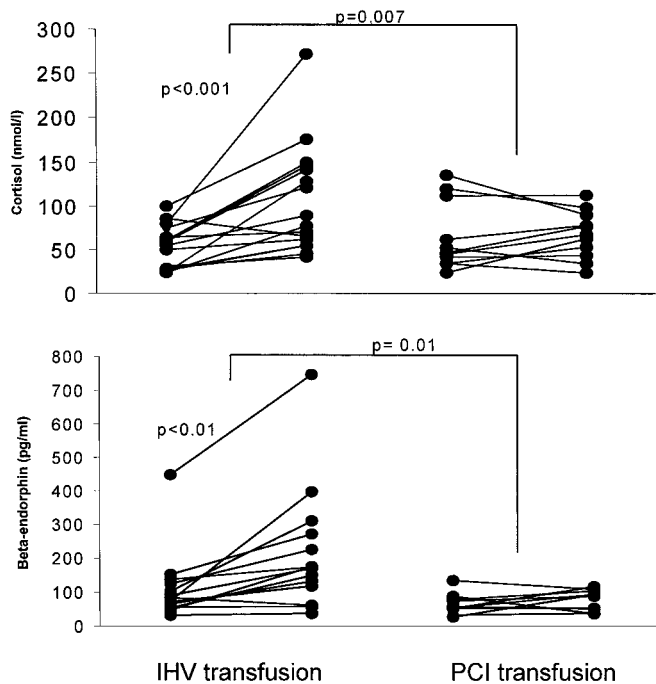 p=0.007
300
250
200
150
100
50
0
Cortisol (nmol/l)
p<0.001
p= 0.01
800
700
600
500
400
300
200
100
0
Beta-endorphin (pg/ml)
p<0.01
IHV transfusion
PCI transfusion